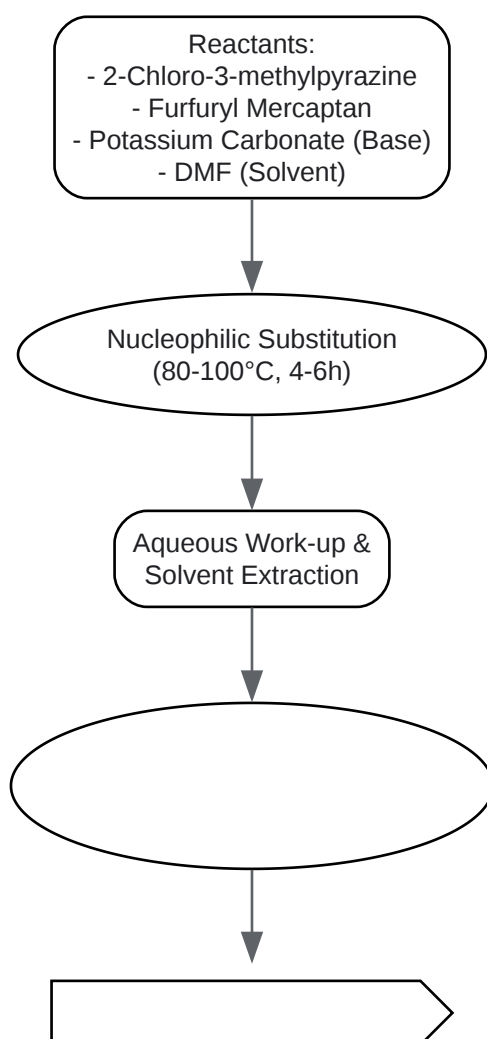 Reactants:
- 2-Chloro-3-methylpyrazine
- Furfuryl Mercaptan
- Potassium Carbonate (Base)
- DMF (Solvent)
Nucleophilic Substitution
(80-100°C, 4-6h)
Aqueous Work-up &
Solvent Extraction